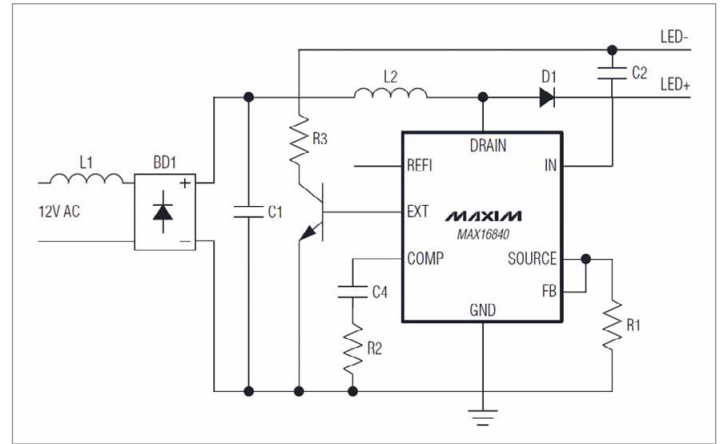 LED-
L2
D1
C2
LED+
R3
DRAIN
L1
BD1
REFI
IN
+
12V AC
C1
EXT
MAXIM
MAX16840
COMP
SOURCE
–
C4
FB
GND
R1
R2